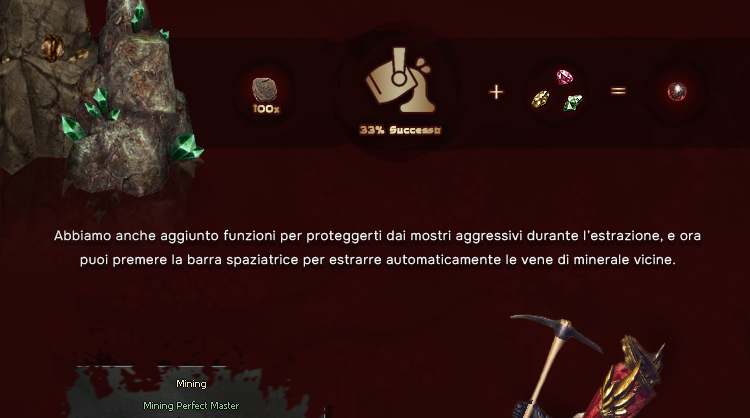 100x
33% Successo
+
=
Abbiamo anche aggiunto funzioni per proteggerti dai mostri aggressivi durante l'estrazione, e ora
puoi premere la barra spaziatrice per estrarre automaticamente le vene di minerale vicine.
Mining
Mining Perfect Master